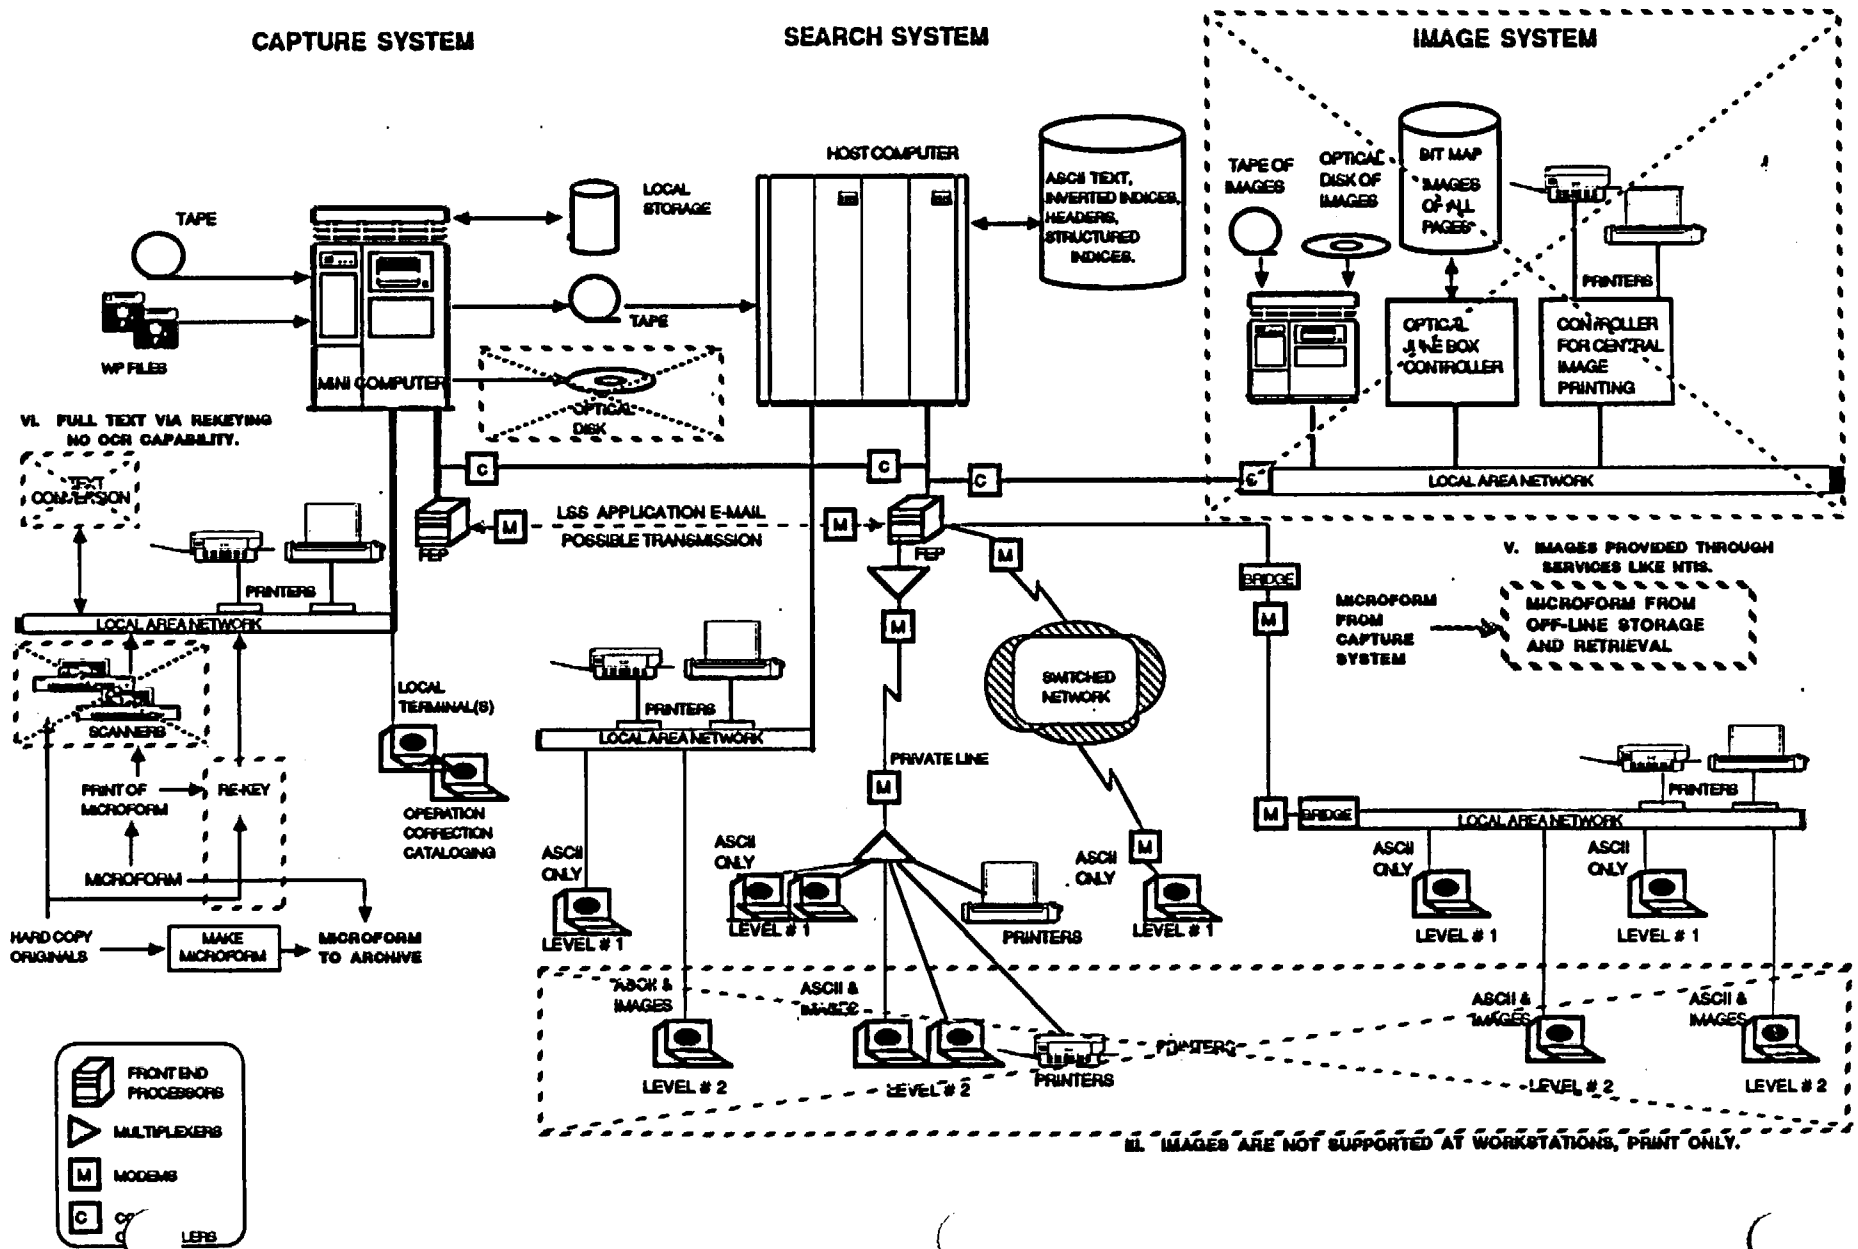 CAPTURE SYSTEM
SEARCH SYSTEM
IMAGE SYSTEM
TAPE
WP FILES
MINI COMPUTER
LOCAL
STORAGE
TAPE
OPTICAL
DISK
HOST COMPUTER
ASCII TEXT,
INVERTED INDICES,
HEADERS,
STRUCTURED
INDICES.
TAPE OF
IMAGES
OPTICAL
DISK OF
IMAGES
BIT MAP
IMAGES
OF ALL
PAGES
PRINTERS
OPTICAL
JUKE BOX
CONTROLLER
CONTROLLER
FOR CENTRAL
IMAGE
PRINTING
LOCAL AREA NETWORK
VI. FULL TEXT VIA REKEYING
NO OCR CAPABILITY.
TEXT
CONVERSION
C
C
C
C
FEP
M
LSS APPLICATION E-MAIL
POSSIBLE TRANSMISSION
M
FEP
M
PRINTERS
LOCAL AREA NETWORK
SCANNERS
PRINT OF
MICROFORM
RE-KEY
MICROFORM
HARD COPY
ORIGINALS
MAKE
MICROFORM
MICROFORM
TO ARCHIVE
LOCAL
TERMINAL(S)
OPERATION
CORRECTION
CATALOGING
M
SWITCHED
NETWORK
PRINTERS
LOCAL AREA NETWORK
PRIVATE LINE
M
BRIDGE
M
V. IMAGES PROVIDED THROUGH
SERVICES LIKE NTIS.
MICROFORM
FROM
CAPTURE
SYSTEM
MICROFORM FROM
OFF-LINE STORAGE
AND RETRIEVAL
M
BRIDGE
PRINTERS
LOCAL AREA NETWORK
ASCII
ONLY
LEVEL # 1
ASCII
ONLY
LEVEL # 1
PRINTERS
ASCII
ONLY
M
LEVEL # 1
ASCII
ONLY
LEVEL # 1
ASCII
ONLY
LEVEL # 1
ASCII &
IMAGES
LEVEL # 2
ASCII &
IMAGES
LEVEL # 2
PRINTERS
PRINTERS
ASCII &
IMAGES
LEVEL # 2
ASCII &
IMAGES
LEVEL # 2
III. IMAGES ARE NOT SUPPORTED AT WORKSTATIONS, PRINT ONLY.
FRONT END
PROCESSORS
MULTIPLEXERS
M
MODEMS
C